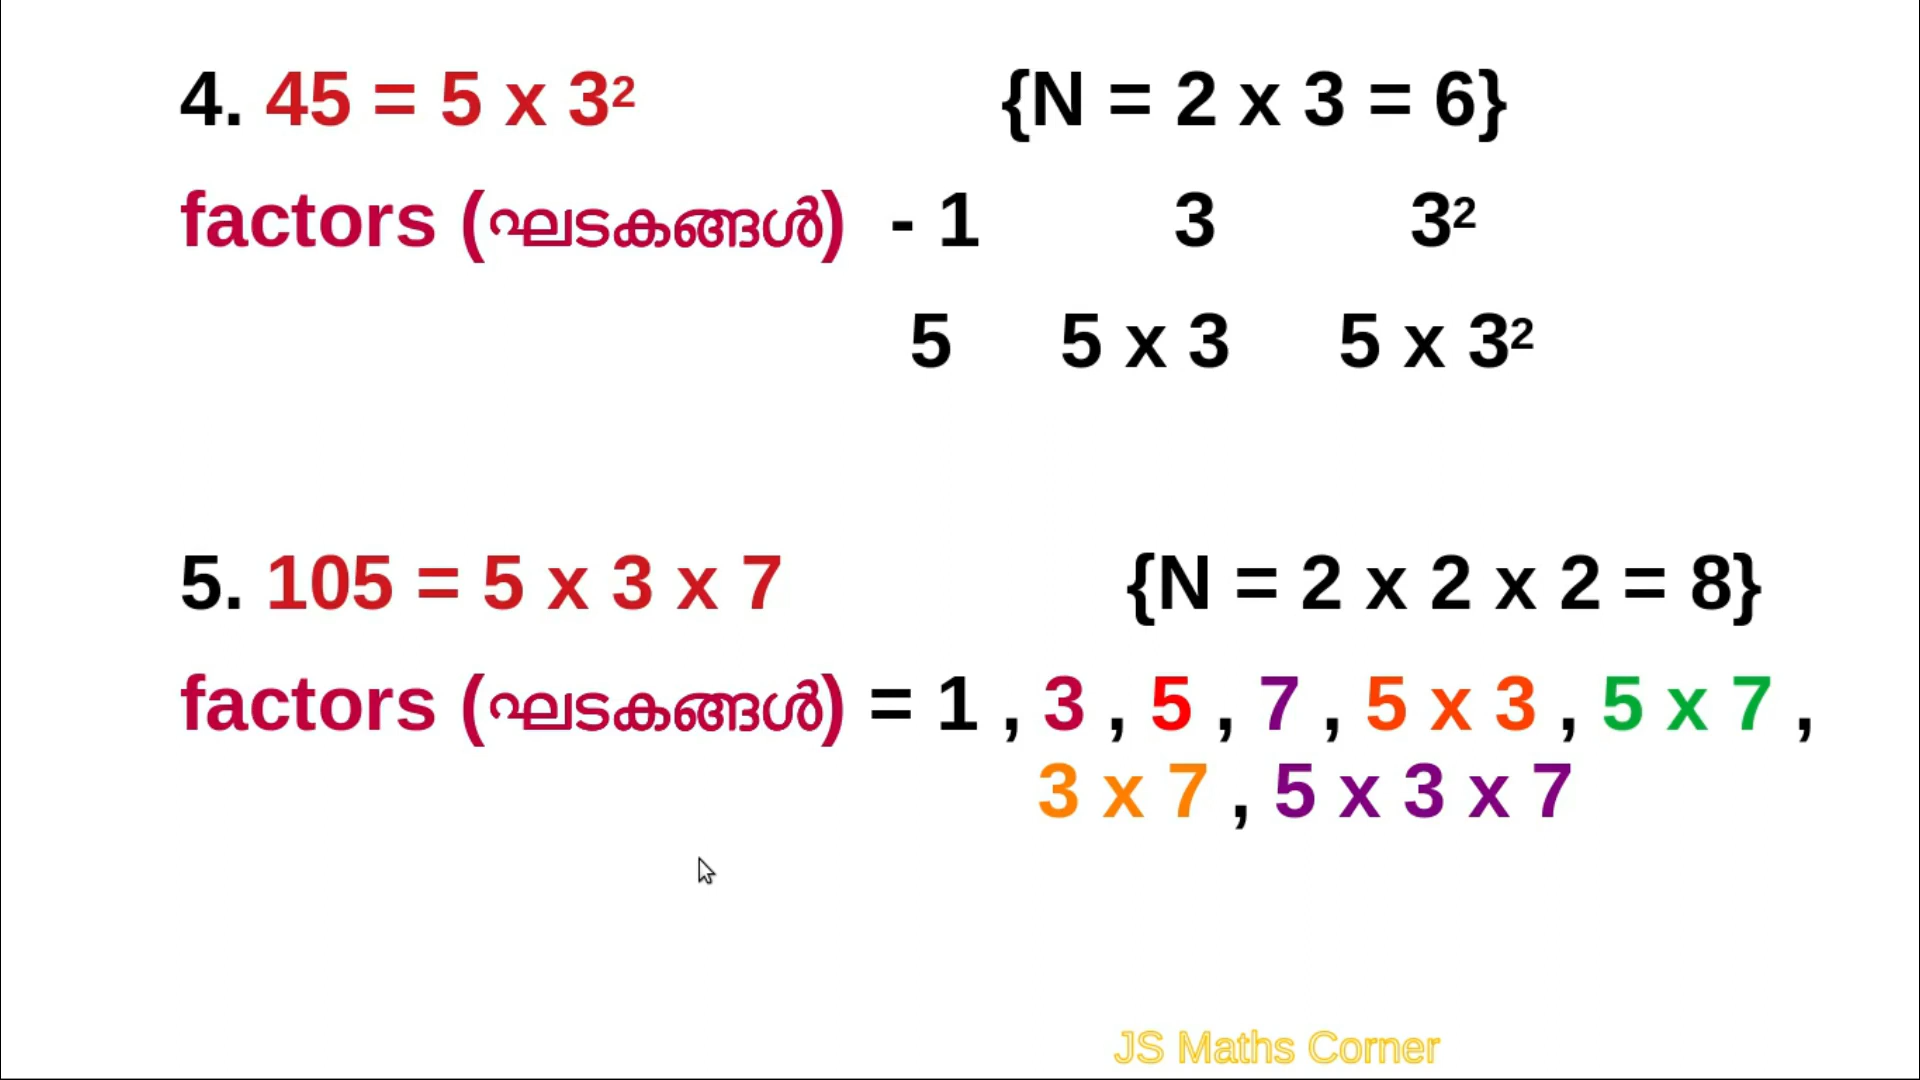 4. 45 = 5 x 3² {N = 2 x 3 = 6}
factors (ഘടകങ്ങൾ) - 1 3 3²
5 5 x 3 5 x 3²
5. 105 = 5 x 3 x 7 {N = 2 x 2 x 2 = 8}
factors (ഘടകങ്ങൾ) = 1 , 3 , 5 , 7 , 5 x 3 , 5 x 7 ,
3 x 7 , 5 x 3 x 7
JS Maths Corner